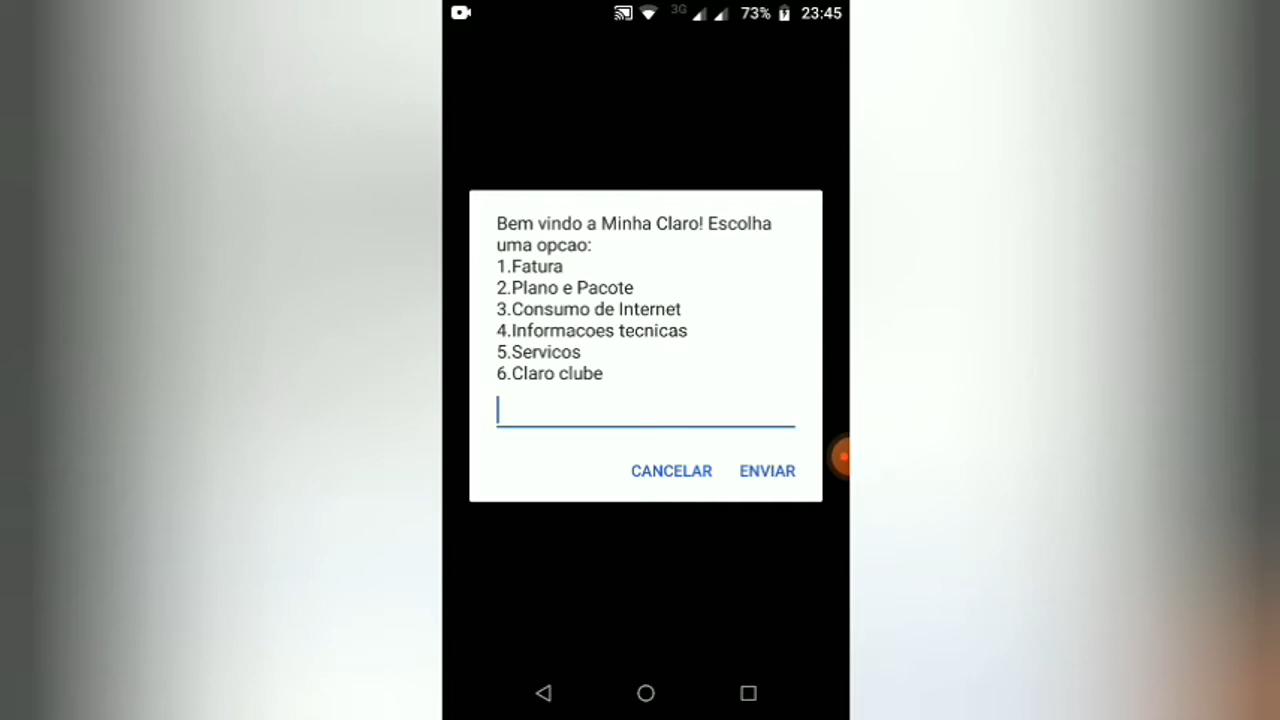 3G 73% 23:45
Bem vindo a Minha Claro! Escolha
uma opcao:
1.Fatura
2.Plano e Pacote
3.Consumo de Internet
4.Informacoes tecnicas
5.Servicos
6.Claro clube
CANCELAR ENVIAR